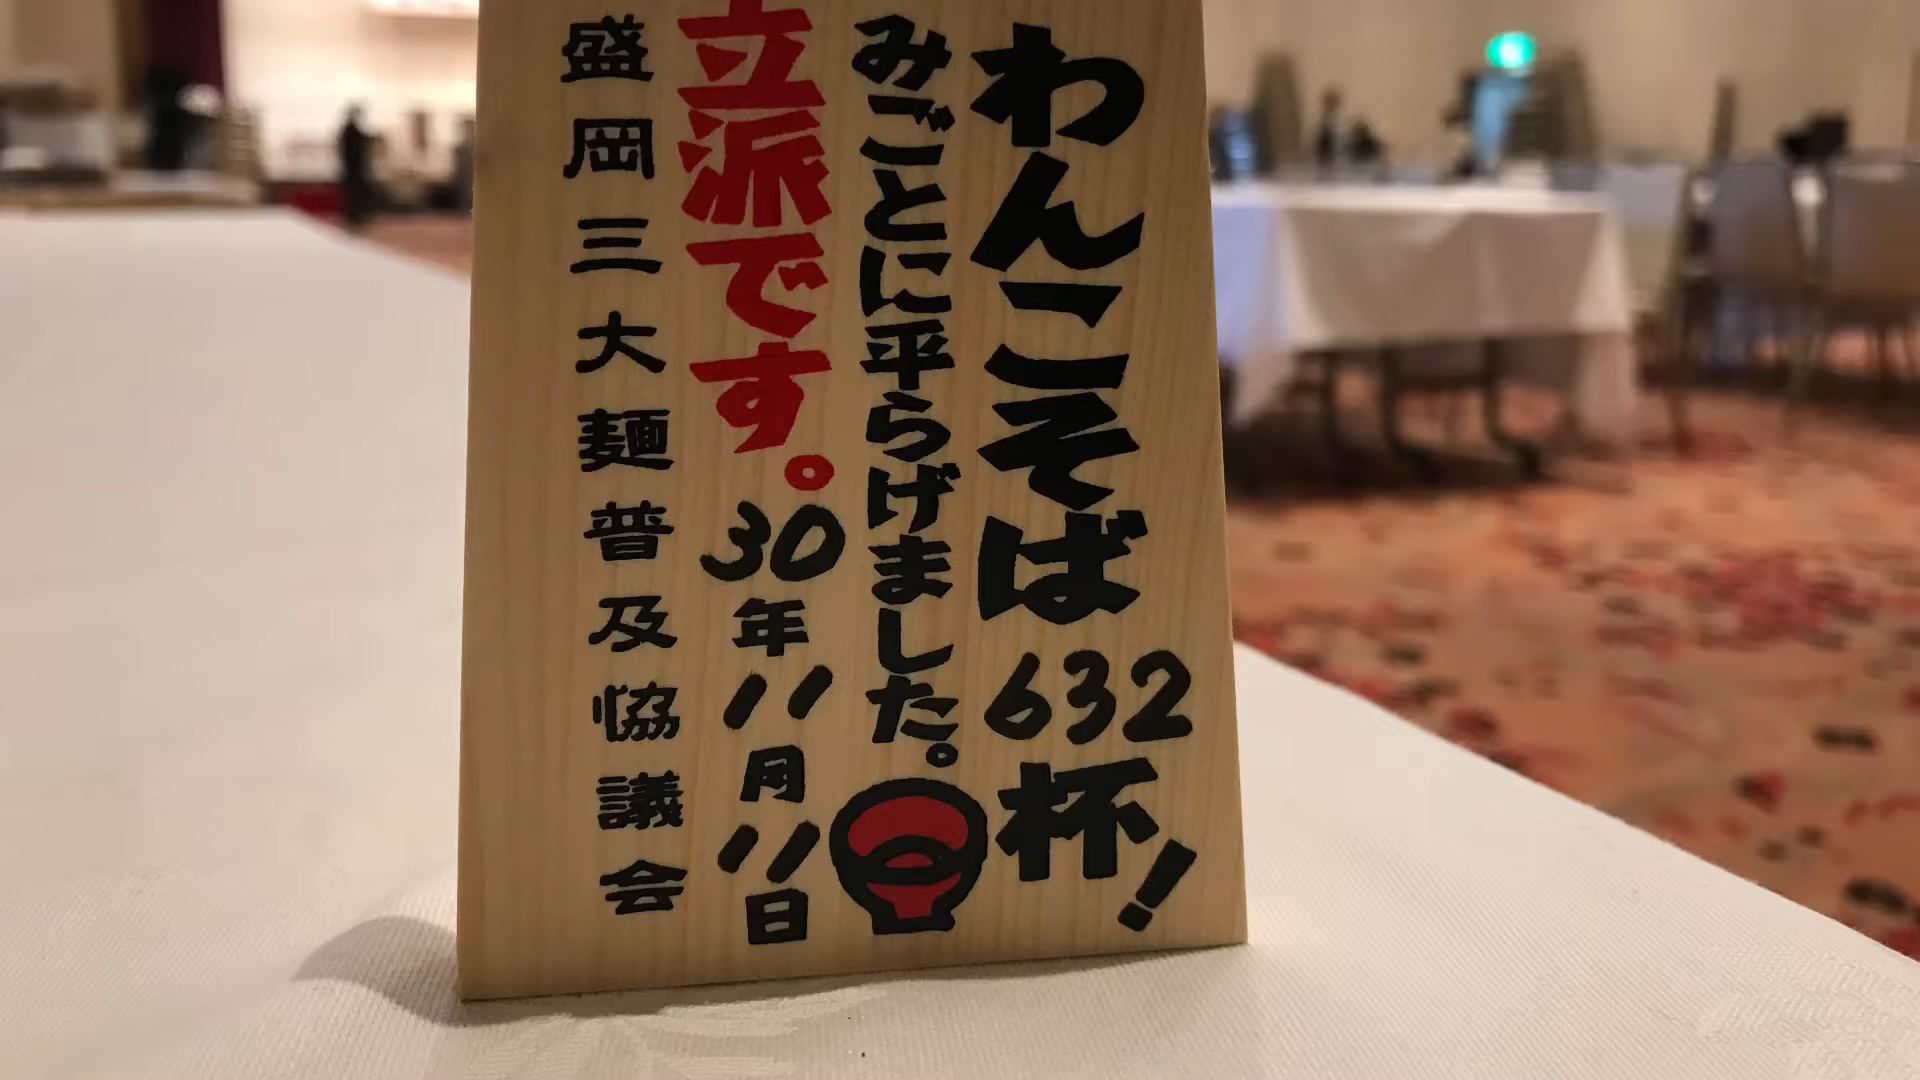 わんこそば632杯!
みごとに平らげました。
立派です。30年11月11日
盛岡三大麺普及協議会